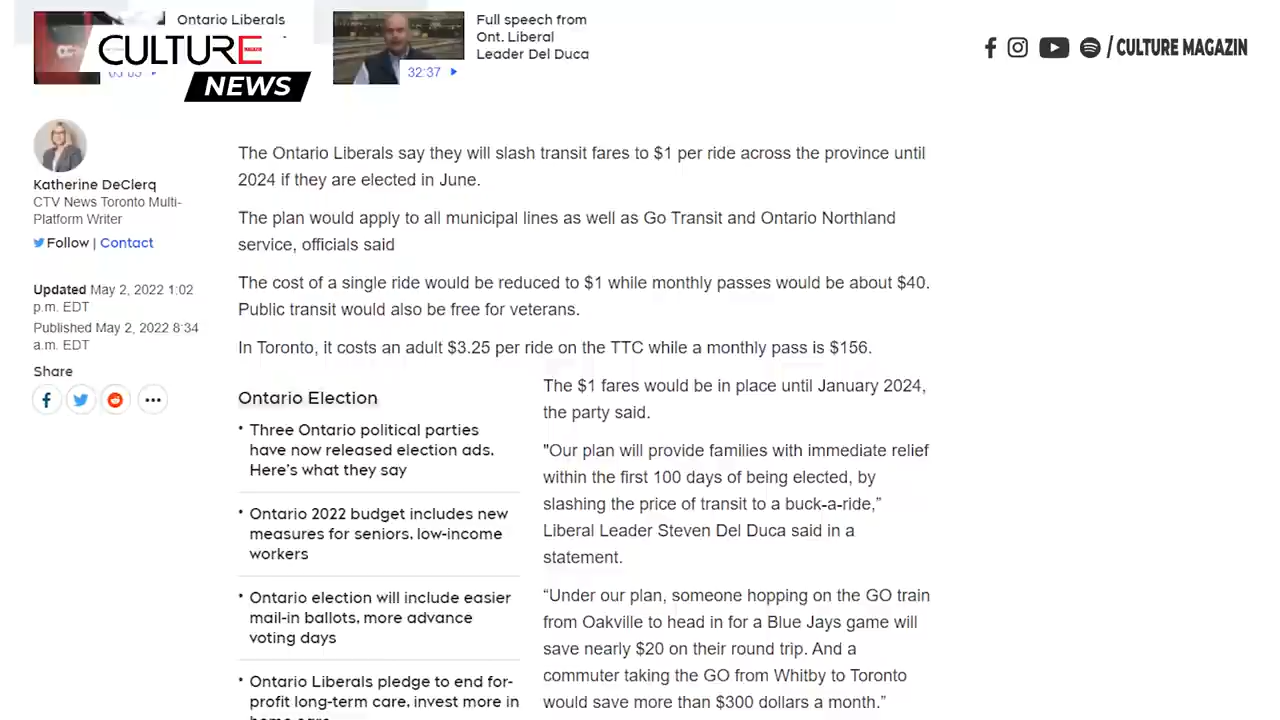 Ontario Liberals
Full speech from
Ont. Liberal
Leader Del Duca
32:37
CULTURE
NEWS
/ CULTURE MAGAZIN
Katherine DeClerq
CTV News Toronto Multi-
Platform Writer
Follow | Contact
Updated May 2, 2022 1:02
p.m. EDT
Published May 2, 2022 8:34
a.m. EDT
Share
The Ontario Liberals say they will slash transit fares to $1 per ride across the province until
2024 if they are elected in June.
The plan would apply to all municipal lines as well as Go Transit and Ontario Northland
service, officials said
The cost of a single ride would be reduced to $1 while monthly passes would be about $40.
Public transit would also be free for veterans.
In Toronto, it costs an adult $3.25 per ride on the TTC while a monthly pass is $156.
Ontario Election
• Three Ontario political parties
have now released election ads.
Here's what they say
• Ontario 2022 budget includes new
measures for seniors, low-income
workers
• Ontario election will include easier
mail-in ballots, more advance
voting days
• Ontario Liberals pledge to end for-
profit long-term care, invest more in
The $1 fares would be in place until January 2024,
the party said.
"Our plan will provide families with immediate relief
within the first 100 days of being elected, by
slashing the price of transit to a buck-a-ride,”
Liberal Leader Steven Del Duca said in a
statement.
“Under our plan, someone hopping on the GO train
from Oakville to head in for a Blue Jays game will
save nearly $20 on their round trip. And a
commuter taking the GO from Whitby to Toronto
would save more than $300 dollars a month.”